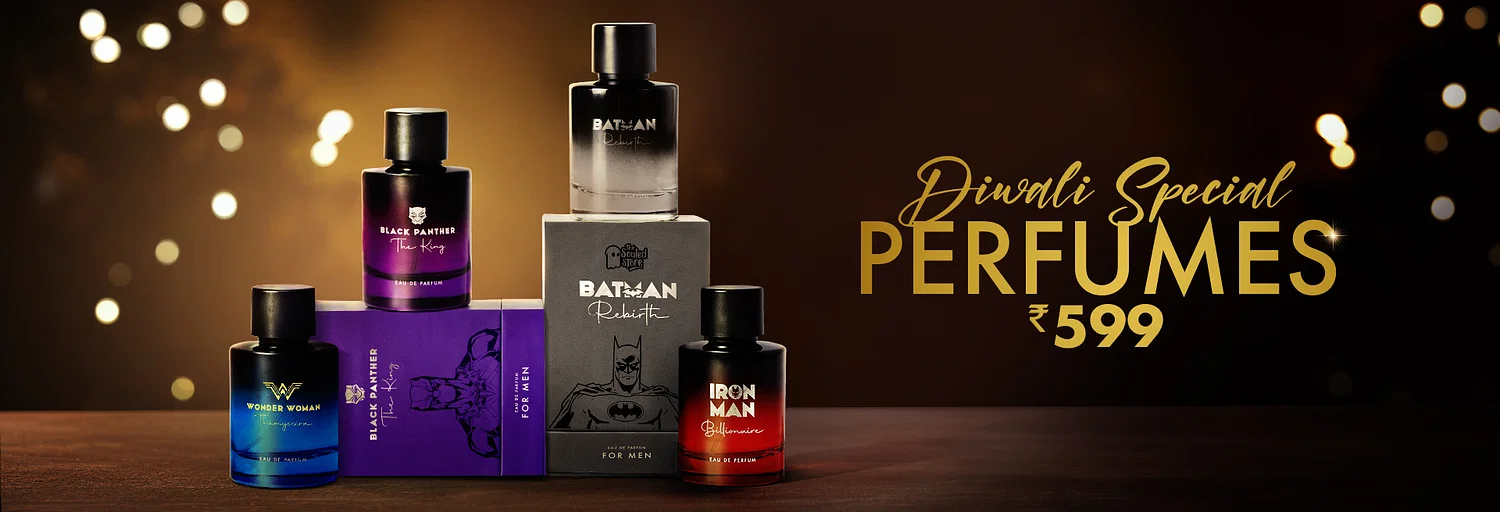 BATMAN
Rebirth
BLACK PANTHER
The King
EAU DE PARFUM
The
Souled
Store
BATMAN
Rebirth
EAU DE PARFUM
FOR MEN
BLACK PANTHER
The King
EAU DE PARFUM
FOR MEN
WONDER WOMAN
Themyscira
EAU DE PARFUM
IRON
MAN
Billionaire
EAU DE PERFUM
Diwali Special
PERFUMES
₹599